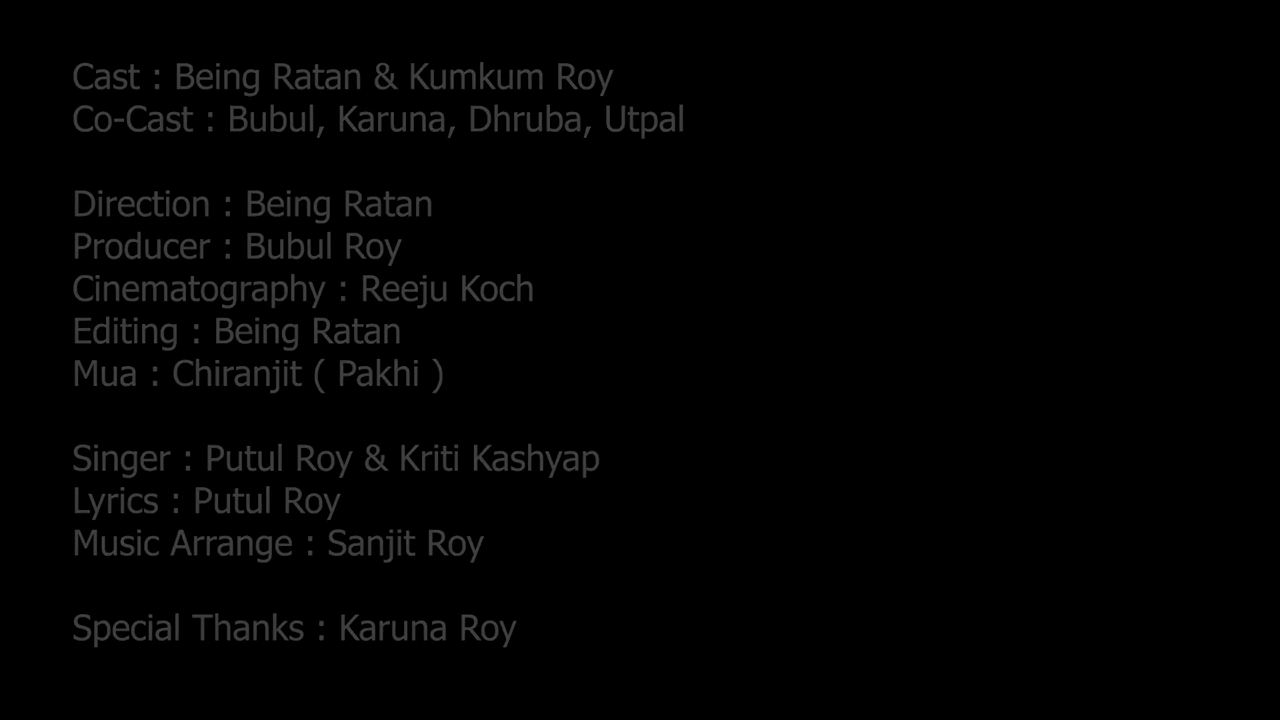 Cast : Being Ratan & Kumkum Roy
Co-Cast : Bubul, Karuna, Dhruba, Utpal
Direction : Being Ratan
Producer : Bubul Roy
Cinematography : Reeju Koch
Editing : Being Ratan
Mua : Chiranjit ( Pakhi )
Singer : Putul Roy & Kriti Kashyap
Lyrics : Putul Roy
Music Arrange : Sanjit Roy
Special Thanks : Karuna Roy